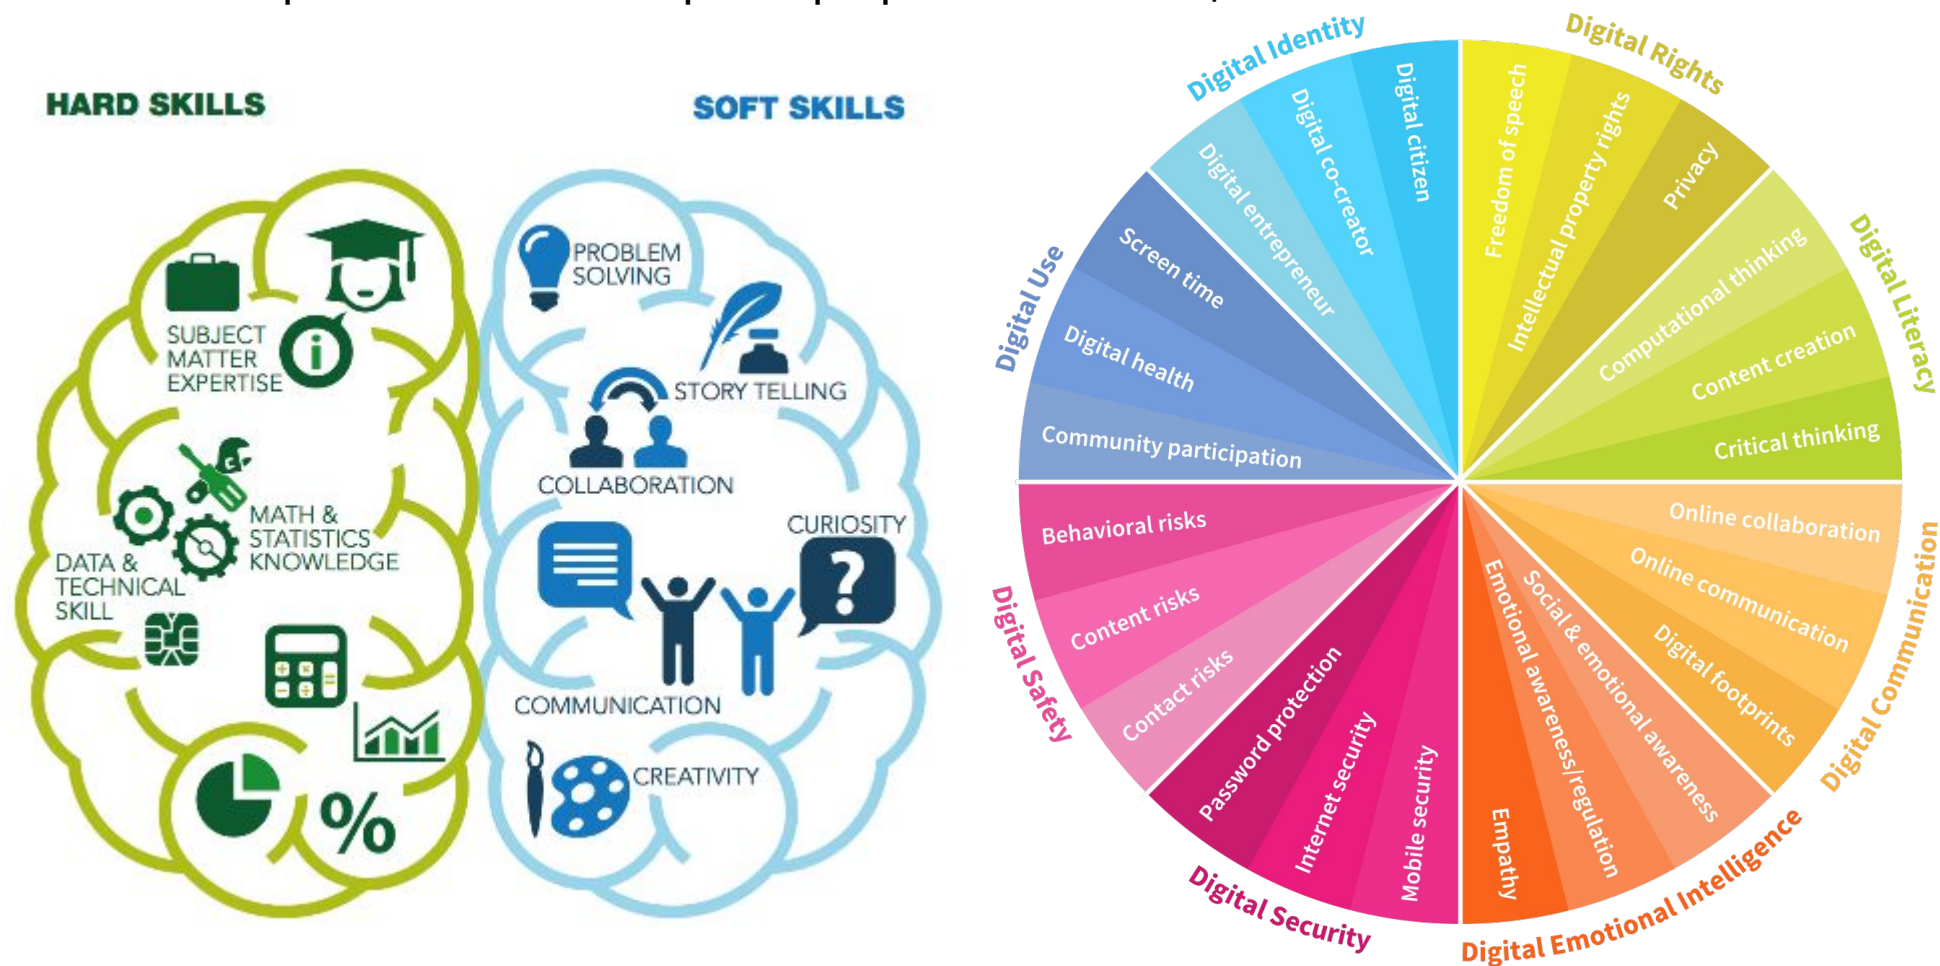 HARD SKILLS
SUBJECT
MATTER
EXPERTISE
i
MATH &
STATISTICS
KNOWLEDGE
DATA &
TECHNICAL
SKILL
%
SOFT SKILLS
PROBLEM
SOLVING
STORY TELLING
COLLABORATION
CURIOSITY
?
COMMUNICATION
CREATIVITY
Digital Identity
Digital entrepreneur
Digital co-creator
Digital citizen
Digital Rights
Freedom of speech
Intellectual property rights
Privacy
Digital Literacy
Computational thinking
Content creation
Critical thinking
Digital Communication
Online collaboration
Online communication
Digital footprints
Digital Emotional Intelligence
Social & emotional awareness
Emotional awareness/regulation
Empathy
Digital Security
Mobile security
Internet security
Password protection
Digital Safety
Contact risks
Content risks
Behavioral risks
Digital Use
Community participation
Digital health
Screen time